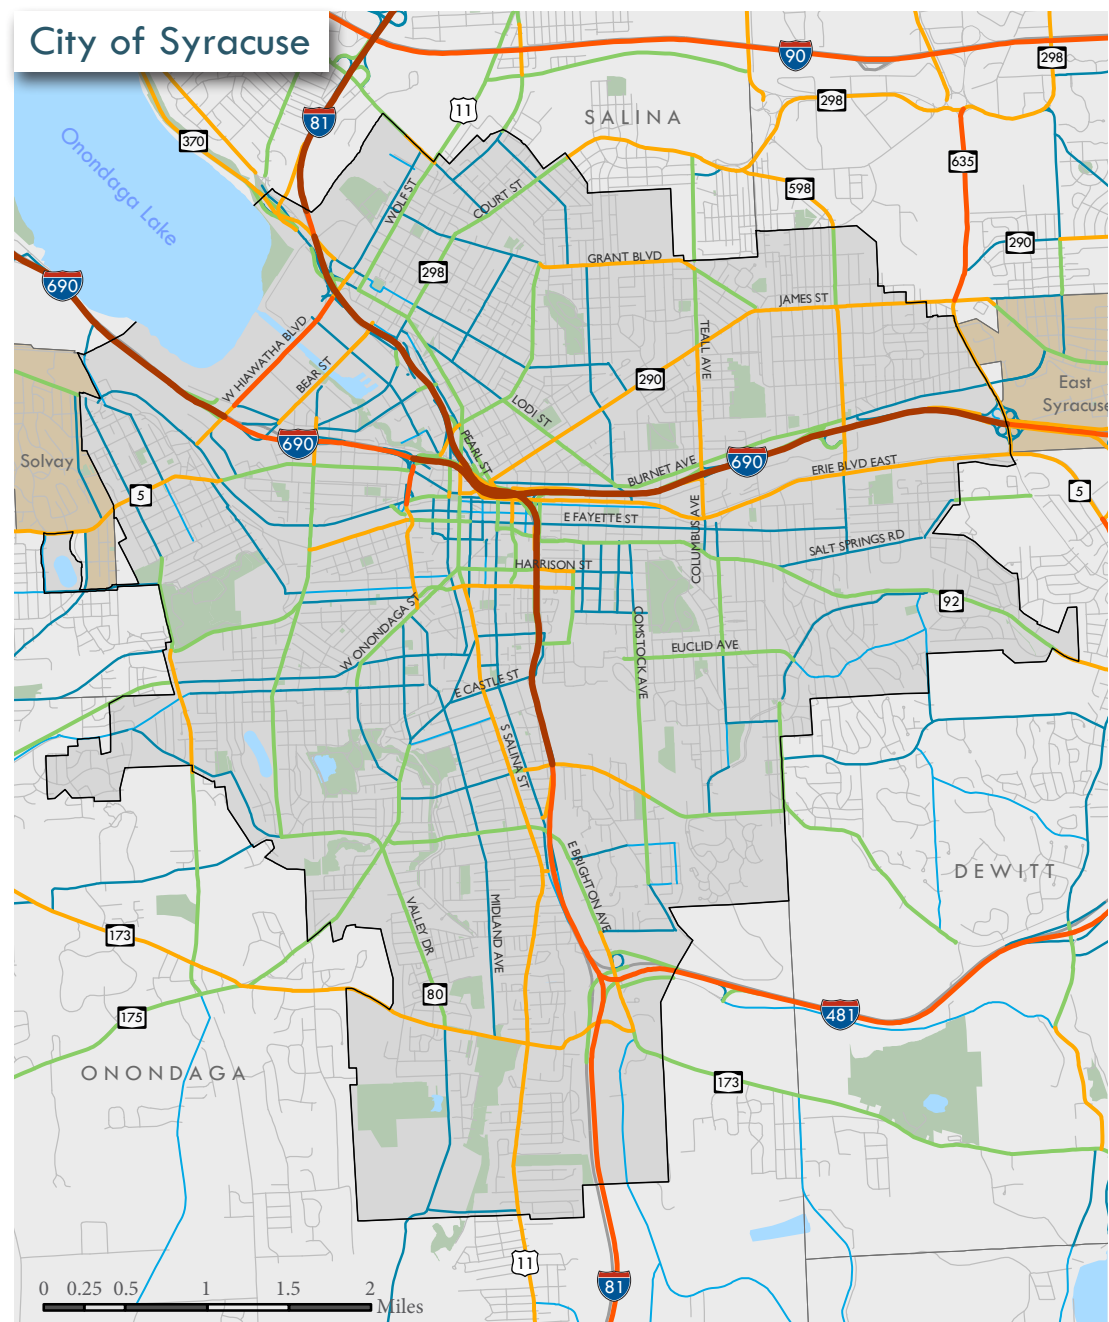 City of Syracuse
90
298
81
11
298
SALINA
370
635
Onondaga Lake
598
WOLF ST
COURT ST
290
GRANT BLVD
298
690
JAMES ST
W HIAWATHA BLVD
TEALL AVE
BEAR ST
290
East
Syracuse
LODI ST
PEARL ST
690
Solvay
690
BURNET AVE
ERIE BLVD EAST
5
5
E FAYETTE ST
COLUMBUS AVE
SALT SPRINGS RD
HARRISON ST
92
W ONONDAGA ST
COMSTOCK AVE
EUCLID AVE
E CASTLE ST
S SALINA ST
E BRIGHTON AVE
DEWITT
VALLEY DR
MIDLAND AVE
173
80
175
481
ONONDAGA
173
11
81
0 0.25 0.5 1 1.5 2
Miles